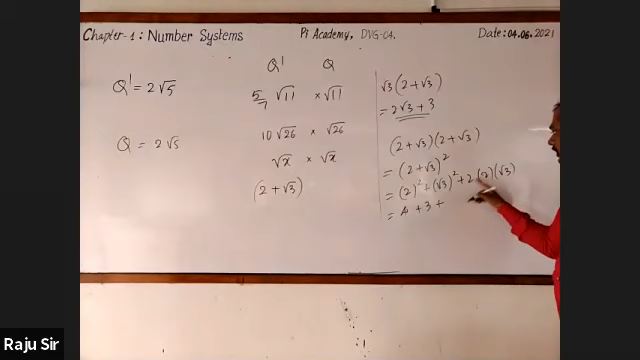 Chapter-1: Number Systems
Pi Academy, DVG-04.
Date: 04.06.2021
Q' = 2√5
Q = 2√5
Q' Q
5/7 √11 × √11
10√26 × √26
√x × √x
(2+√3)
√3(2+√3)
= 2√3 + 3
(2+√3)(2+√3)
= (2+√3)²
= (2)² + (√3)² + 2(2)(√3)
= 4 + 3 +
Raju Sir